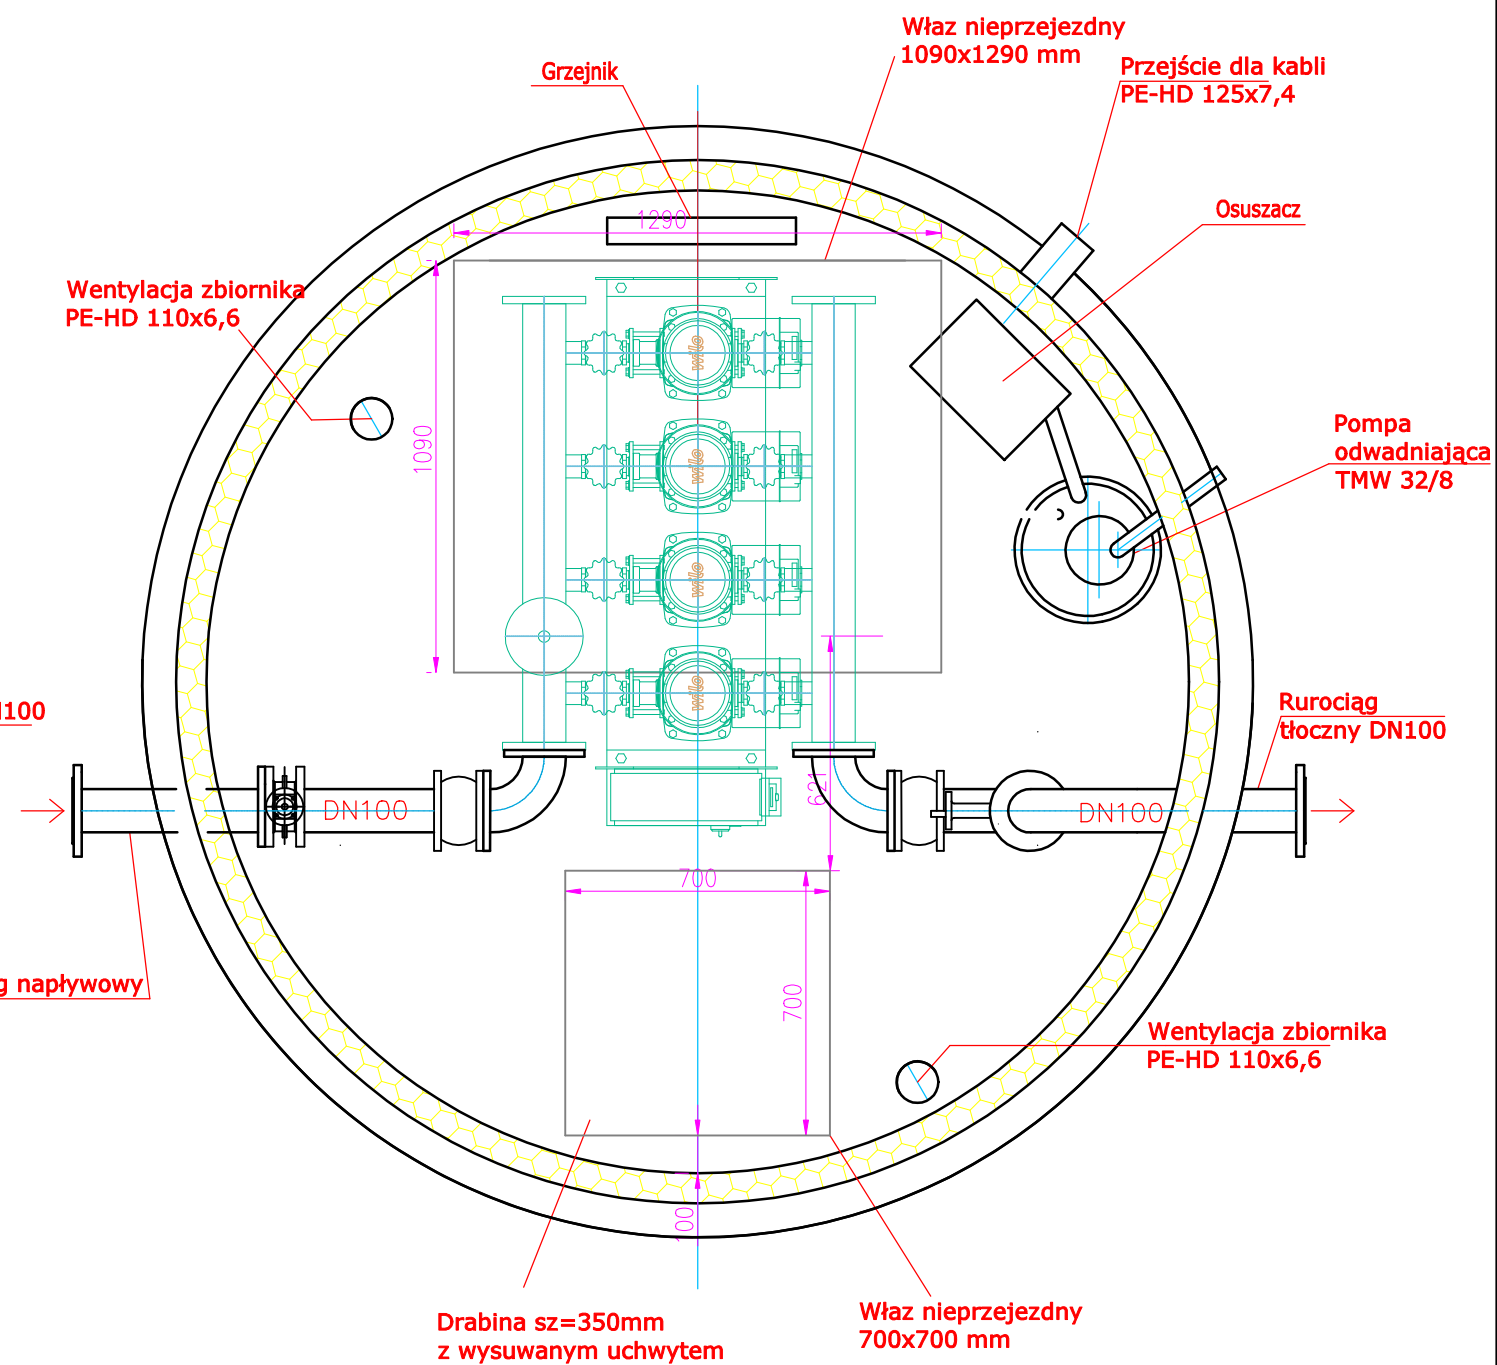 Właz nieprzejezdny
1090x1290 mm
Grzejnik
Przejście dla kabli
PE-HD 125x7,4
Osuszacz
1290
Wentylacja zbiornika
PE-HD 110x6,6
wilo
1090
Pompa
odwadniająca
TMW 32/8
wilo
wilo
wilo
100
Rurociąg
tłoczny DN100
621
DN100
DN100
700
napływowy
700
Wentylacja zbiornika
PE-HD 110x6,6
100
Drabina sz=350mm
z wysuwanym uchwytem
Właz nieprzejezdny
700x700 mm